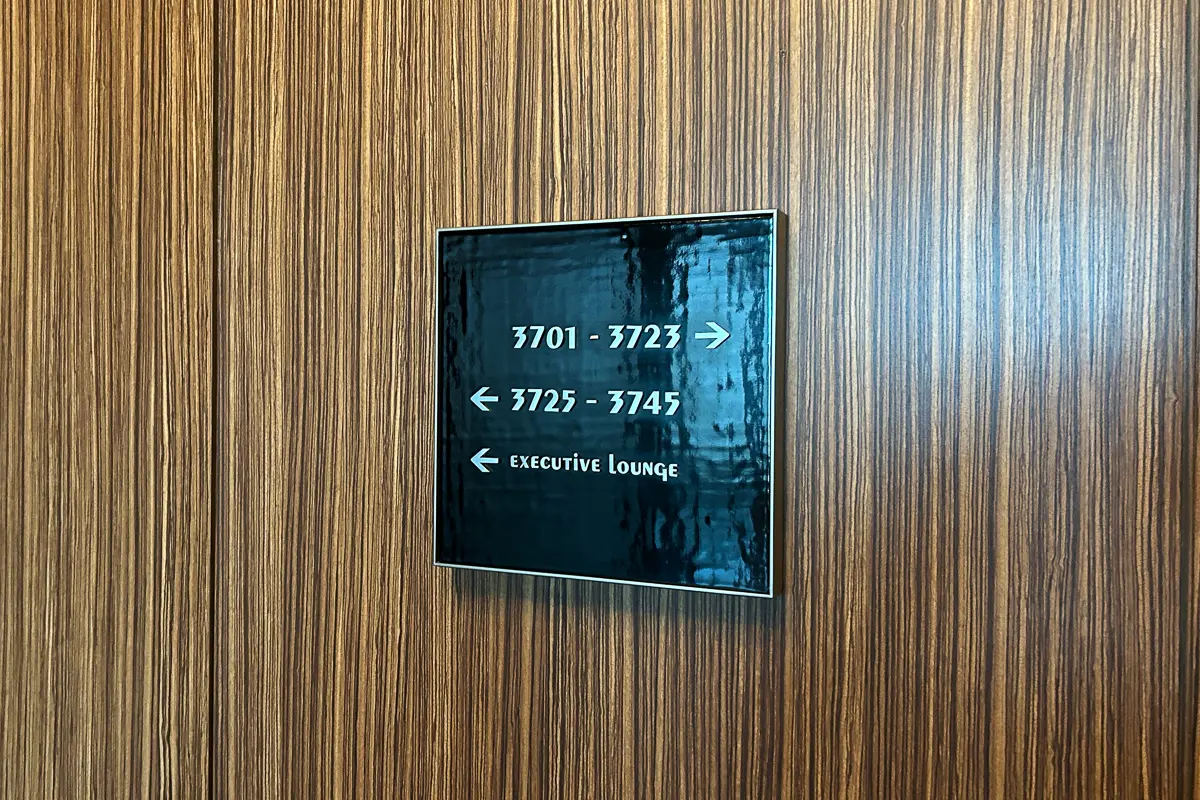 3701 - 3723 →
← 3725 - 3745
← EXECUTIVE LOUNGE